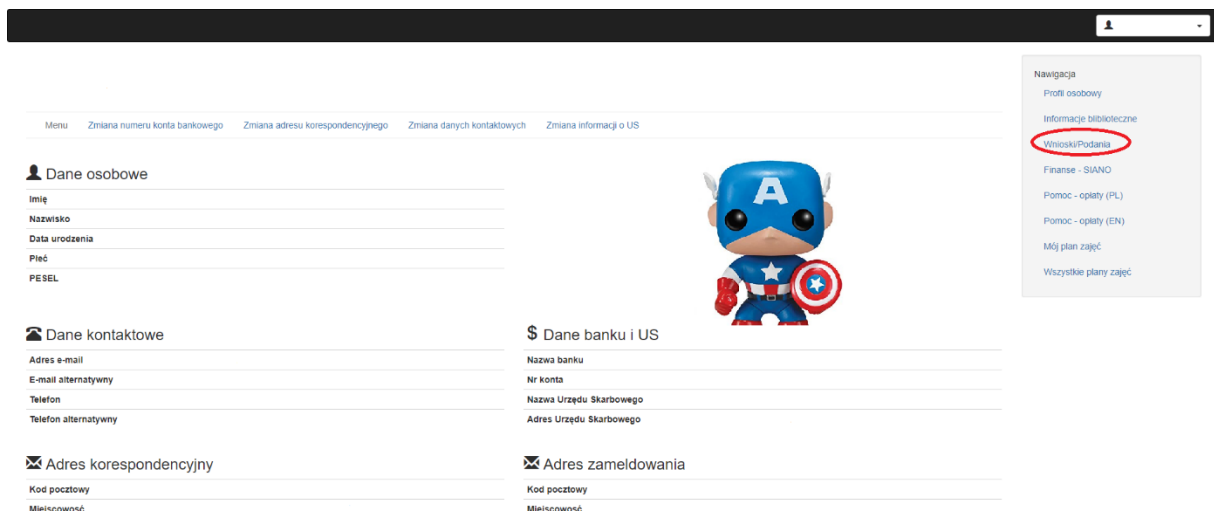 Nawigacja
Profil osobowy
Informacje biblioteczne
Wnioski/Podania
Finanse - SIANO
Pomoc - opłaty (PL)
Pomoc - opłaty (EN)
Mój plan zajęć
Wszystkie plany zajęć
Menu Zmiana numeru konta bankowego Zmiana adresu korespondencyjnego Zmiana danych kontaktowych Zmiana informacji o US
Dane osobowe
Imię
Nazwisko
Data urodzenia
Płeć
PESEL
A
Dane kontaktowe
Adres e-mail
E-mail alternatywny
Telefon
Telefon alternatywny
$ Dane banku i US
Nazwa banku
Nr konta
Nazwa Urzędu Skarbowego
Adres Urzędu Skarbowego
Adres korespondencyjny
Kod pocztowy
Miejscowość
Adres zameldowania
Kod pocztowy
Miejscowość